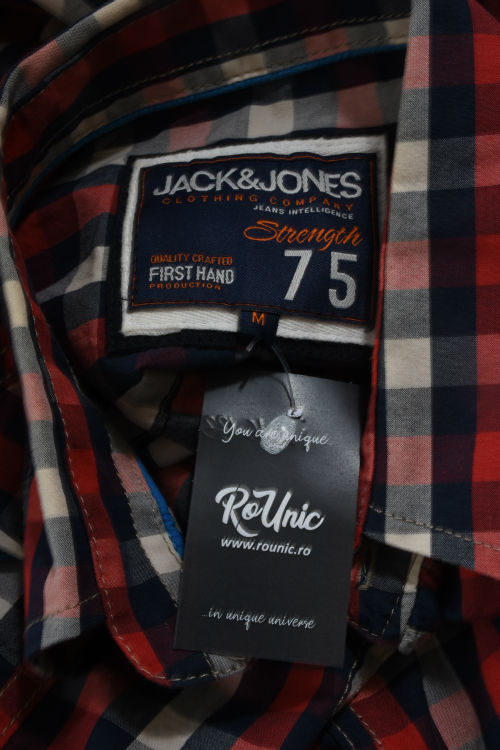 JACK&JONES
CLOTHING COMPANY
JEANS INTELLIGENCE
Strength
QUALITY CRAFTED
FIRST HAND
PRODUCTION
75
M
You are unique
RoUnic
www.rounic.ro
...in unique universe